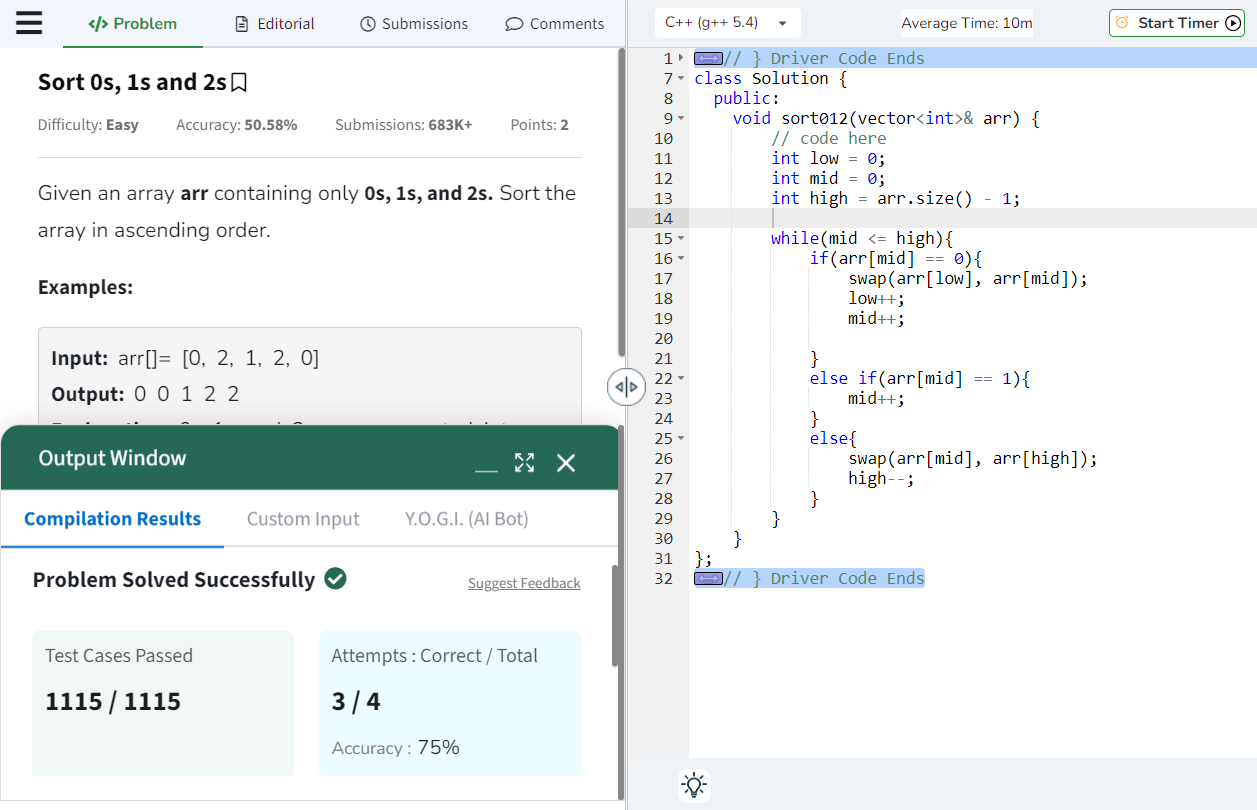 Problem
Editorial
Submissions
Comments
Sort 0s, 1s and 2s
Difficulty: Easy
Accuracy: 50.58%
Submissions: 683K+
Points: 2
Given an array arr containing only 0s, 1s, and 2s. Sort the
array in ascending order.
Examples:
Input: arr[]= [0, 2, 1, 2, 0]
Output: 0 0 1 2 2
Output Window
Compilation Results
Custom Input
Y.O.G.I. (AI Bot)
Problem Solved Successfully
Suggest Feedback
Test Cases Passed
1115 / 1115
Attempts : Correct / Total
3 / 4
Accuracy : 75%
C++ (g++ 5.4)
Average Time: 10m
Start Timer
1 // } Driver Code Ends
7 class Solution {
8 public:
9 void sort012(vector<int>& arr) {
10 // code here
11 int low = 0;
12 int mid = 0;
13 int high = arr.size() - 1;
14
15 while(mid <= high){
16 if(arr[mid] == 0){
17 swap(arr[low], arr[mid]);
18 low++;
19 mid++;
20
21 }
22 else if(arr[mid] == 1){
23 mid++;
24 }
25 else{
26 swap(arr[mid], arr[high]);
27 high--;
28 }
29 }
30 }
31 };
32 // } Driver Code Ends